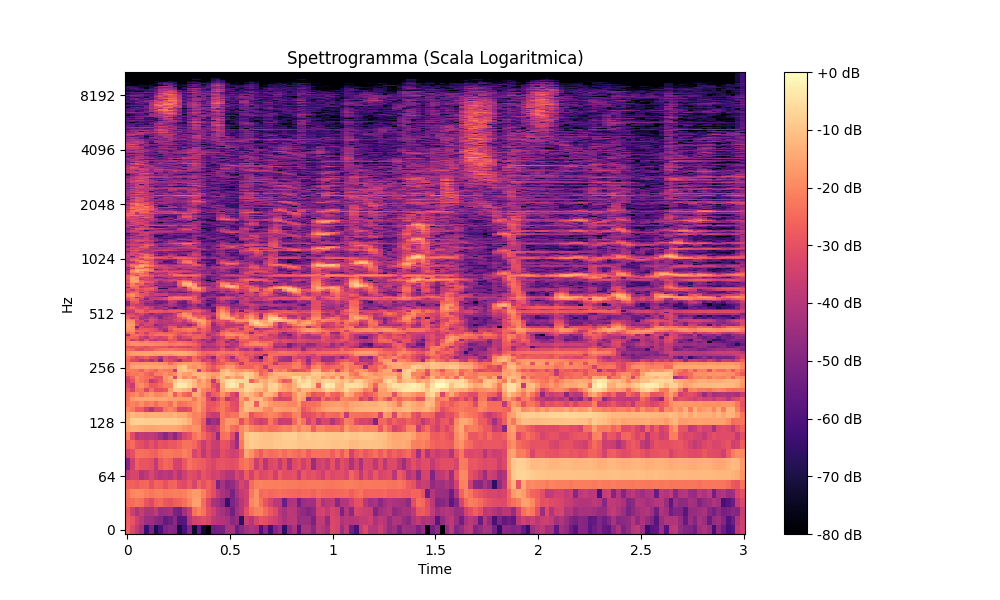 Spettrogramma (Scala Logaritmica)
Hz
8192
4096
2048
1024
512
256
128
64
0
0
0.5
1
1.5
2
2.5
3
Time
+0 dB
-10 dB
-20 dB
-30 dB
-40 dB
-50 dB
-60 dB
-70 dB
-80 dB